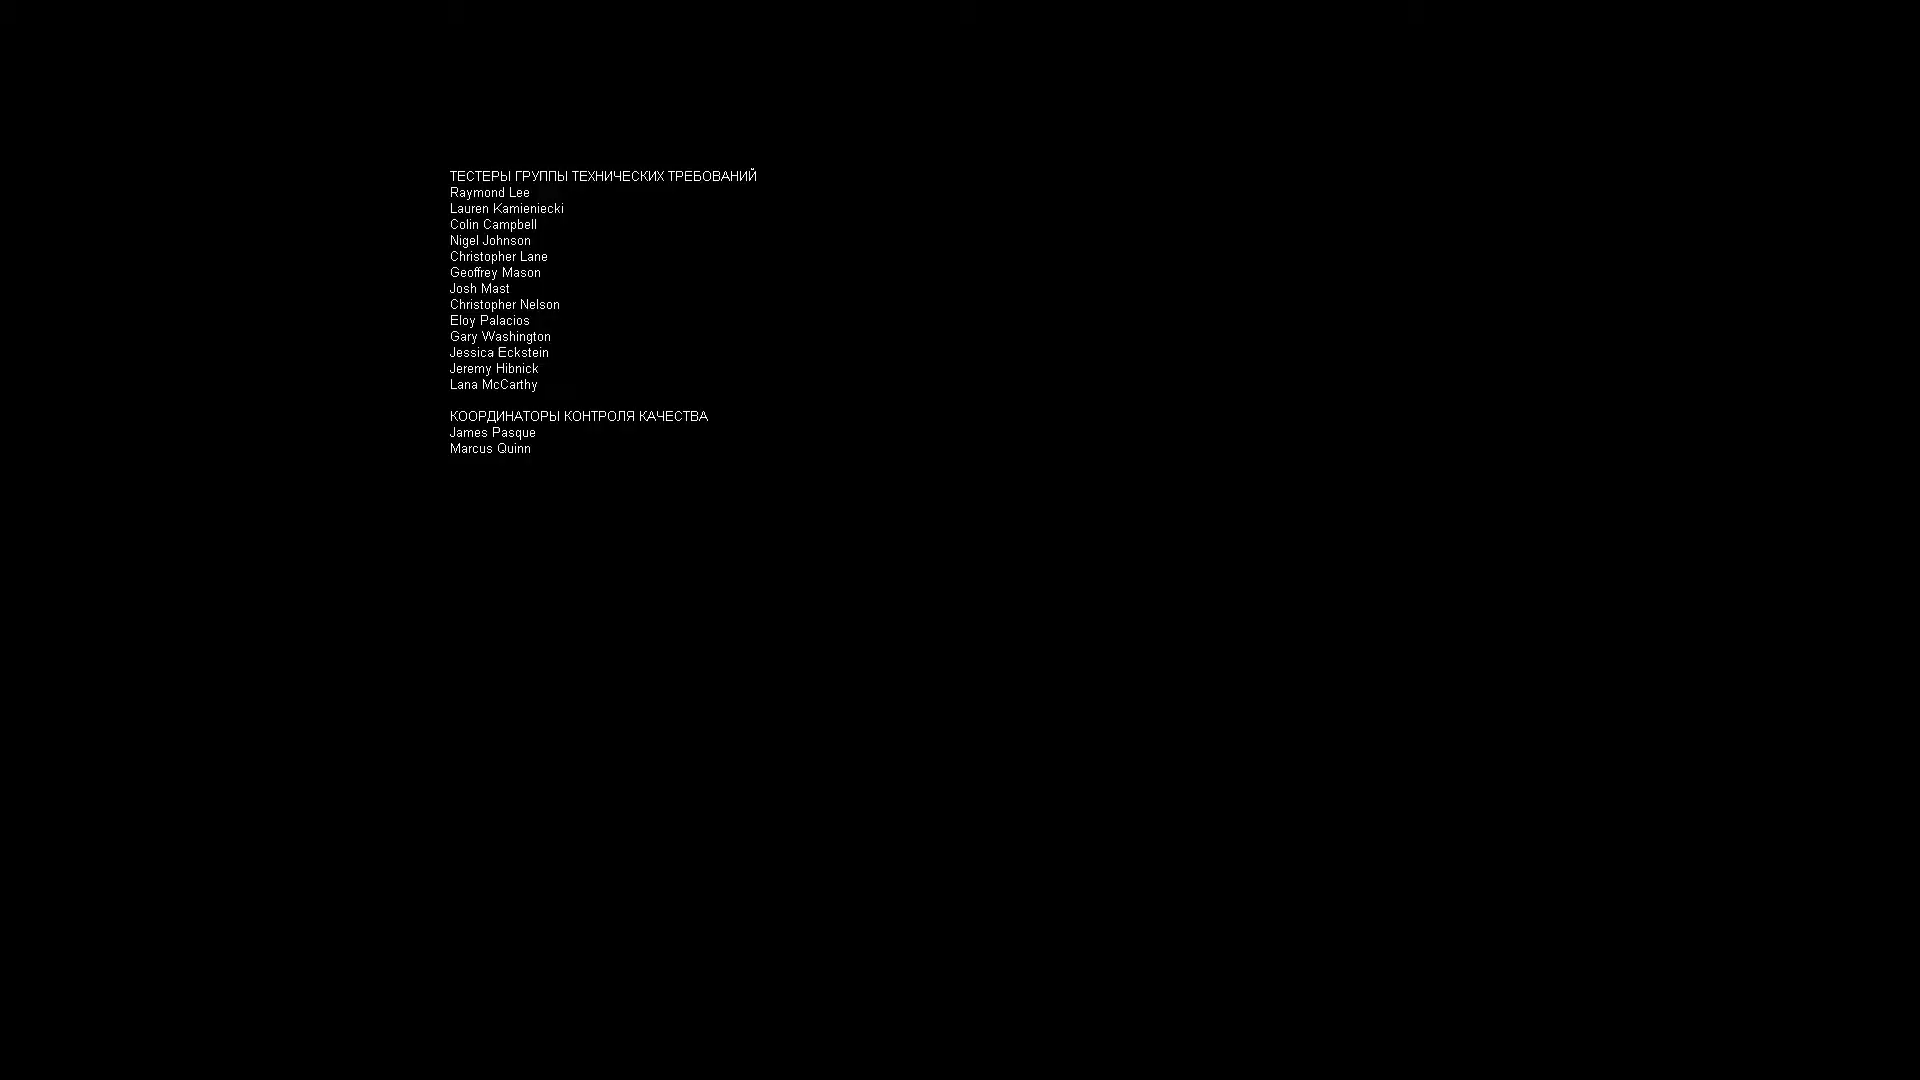 ТЕСТЕРЫ ГРУППЫ ТЕХНИЧЕСКИХ ТРЕБОВАНИЙ
Raymond Lee
Lauren Kamieniecki
Colin Campbell
Nigel Johnson
Christopher Lane
Geoffrey Mason
Josh Mast
Christopher Nelson
Eloy Palacios
Gary Washington
Jessica Eckstein
Jeremy Hibnick
Lana McCarthy
КООРДИНАТОРЫ КОНТРОЛЯ КАЧЕСТВА
James Pasque
Marcus Quinn